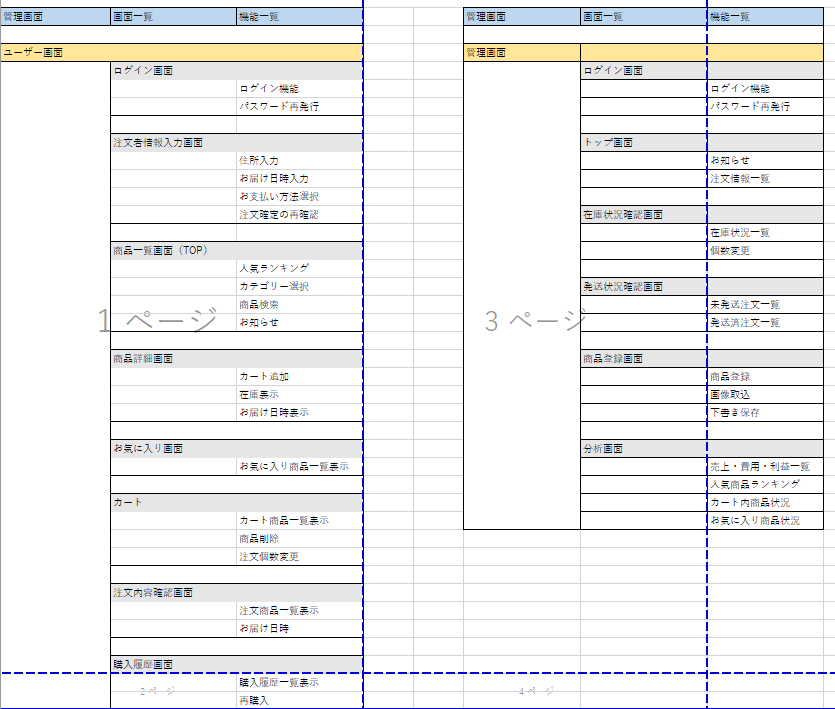 管理画面 画面一覧 機能一覧
ユーザー画面
ログイン画面
ログイン機能
パスワード再発行
注文者情報入力画面
住所入力
お届け日時入力
お支払い方法選択
注文確定の再確認
商品一覧画面（TOP）
人気ランキング
カテゴリー選択
商品検索
お知らせ
1 ページ
商品詳細画面
カート追加
在庫表示
お届け日時表示
お気に入り画面
お気に入り商品一覧表示
カート
カート商品一覧表示
商品削除
注文個数変更
注文内容確認画面
注文商品一覧表示
お届け日時
購入履歴画面
購入履歴一覧表示
2 ページ
再購入
管理画面 画面一覧 機能一覧
管理画面
ログイン画面
ログイン機能
パスワード再発行
トップ画面
お知らせ
注文情報一覧
在庫状況確認画面
在庫状況一覧
個数変更
発送状況確認画面
未発送注文一覧
発送済注文一覧
3 ページ
商品登録画面
商品登録
画像取込
下書き保存
分析画面
売上・費用・利益一覧
人気商品ランキング
カート内商品状況
お気に入り商品状況
4 ページ